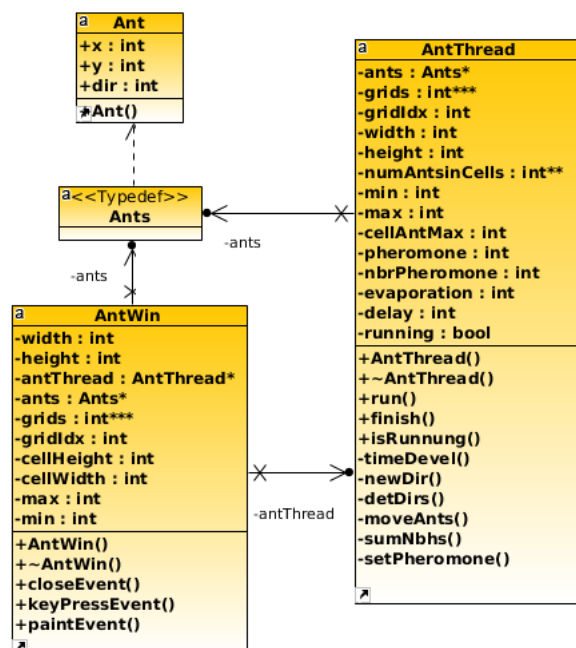 a
Ant
+x : int
+y : int
+dir : int
+Ant()
a
<<Typedef>>
Ants
-ants
-ants
a
AntWin
-width : int
-height : int
-antThread : AntThread*
-ants : Ants*
-grids : int***
-gridIdx : int
-cellHeight : int
-cellWidth : int
-max : int
-min : int
+AntWin()
+~AntWin()
+closeEvent()
+keyPressEvent()
+paintEvent()
-antThread
a
AntThread
-ants : Ants*
-grids : int***
-gridIdx : int
-width : int
-height : int
-numAntsinCells : int**
-min : int
-max : int
-cellAntMax : int
-pheromone : int
-nbrPheromone : int
-evaporation : int
-delay : int
-running : bool
+AntThread()
+~AntThread()
+run()
+finish()
+isRunnung()
-timeDevel()
-newDir()
-detDirs()
-moveAnts()
-sumNbhs()
-setPheromone()